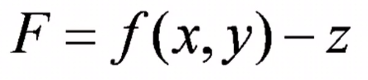 F = f(x, y) − z